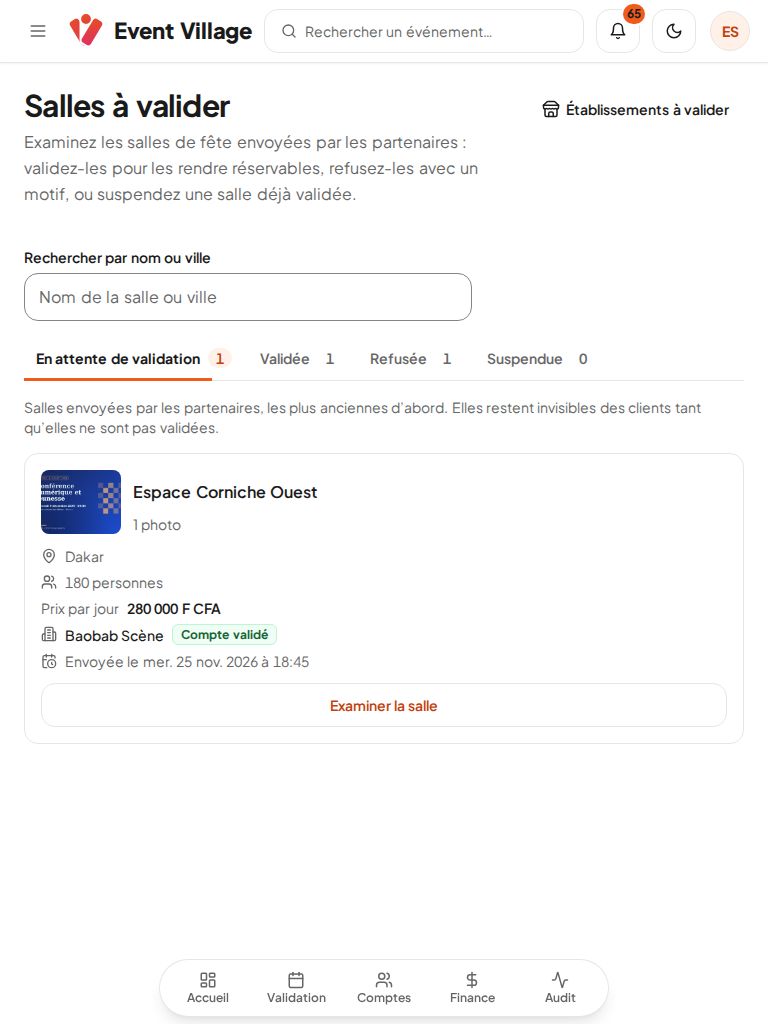 Event Village
Rechercher un événement…
65
ES
Salles à valider
Établissements à valider
Examinez les salles de fête envoyées par les partenaires :
validez-les pour les rendre réservables, refusez-les avec un
motif, ou suspendez une salle déjà validée.
Rechercher par nom ou ville
Nom de la salle ou ville
En attente de validation 1 Validée 1 Refusée 1 Suspendue 0
Salles envoyées par les partenaires, les plus anciennes d’abord. Elles restent invisibles des clients tant
qu’elles ne sont pas validées.
Espace Corniche Ouest
1 photo
Dakar
180 personnes
Prix par jour 280 000 F CFA
Baobab Scène Compte validé
Envoyée le mer. 25 nov. 2026 à 18:45
Examiner la salle
Accueil Validation Comptes Finance Audit